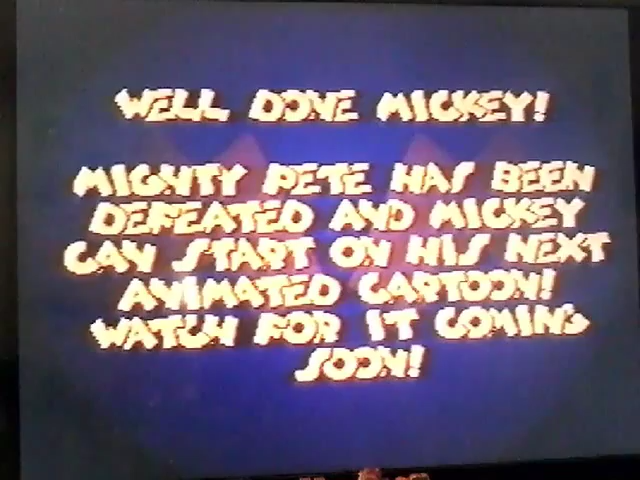 WELL DONE MICKEY!
MIGHTY PETE HAS BEEN
DEFEATED AND MICKEY
CAN START ON HIS NEXT
ANIMATED CARTOON!
WATCH FOR IT COMING
SOON!